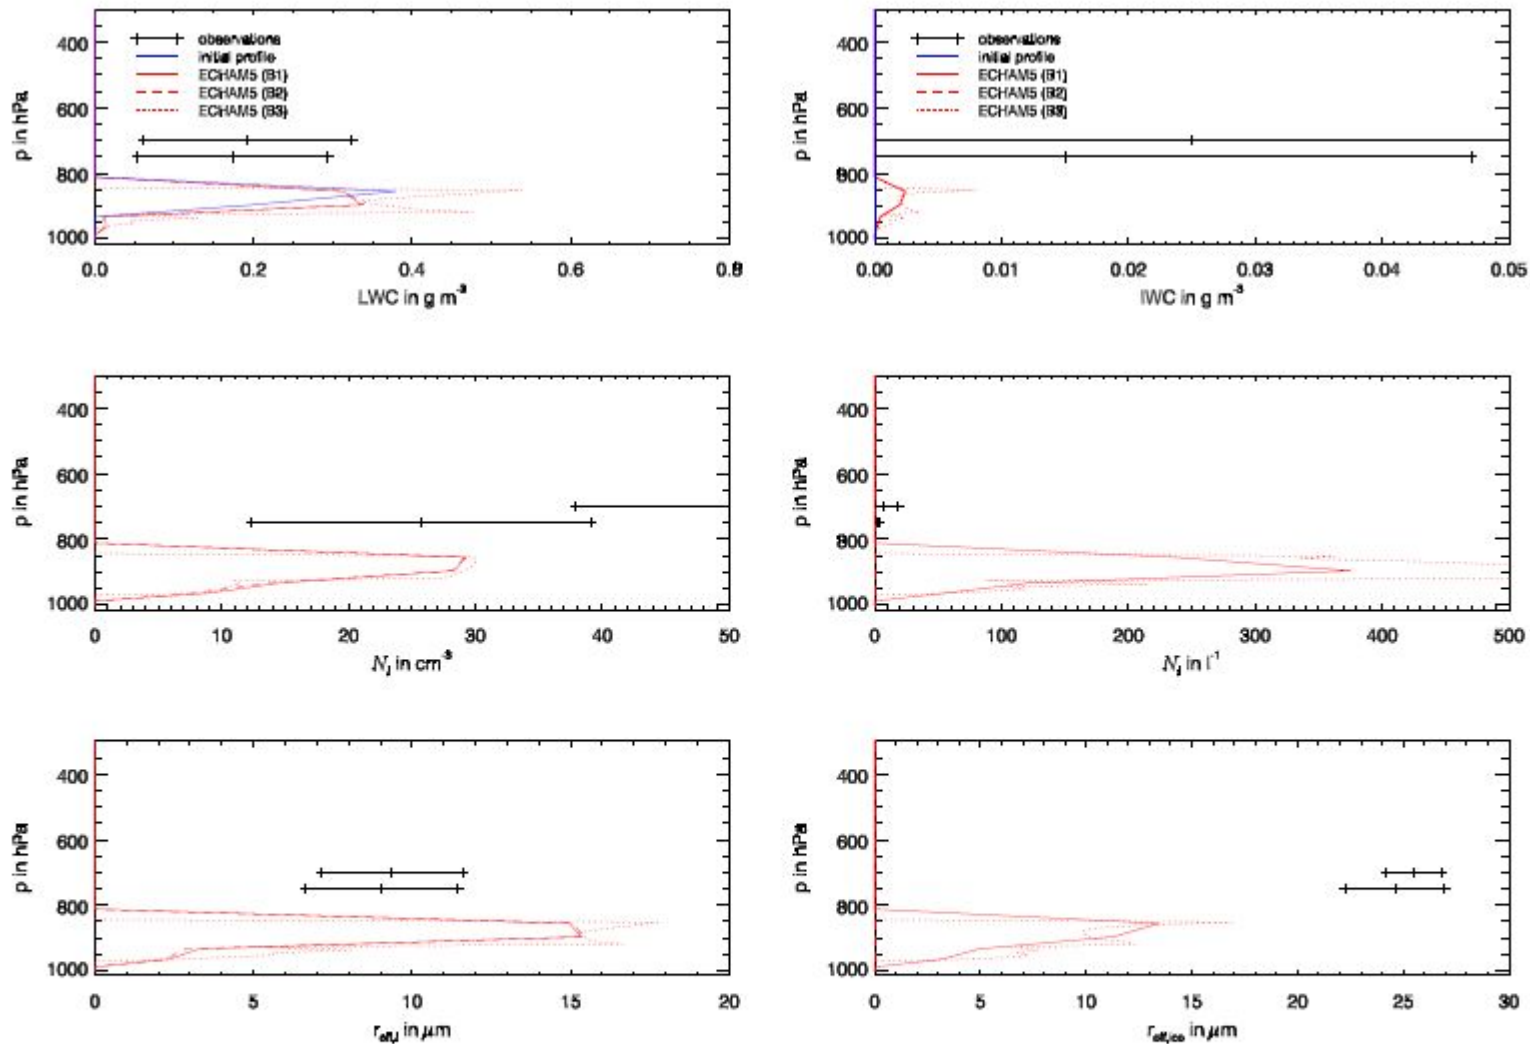 p in hPa
400
600
800
1000
observations
initial profile
ECHAM5 (B1)
ECHAM5 (B2)
ECHAM5 (B3)
0.0 0.2 0.4 0.6 0.8
LWC in g m⁻³
p in hPa
400
600
800
1000
observations
initial profile
ECHAM5 (B1)
ECHAM5 (B2)
ECHAM5 (B3)
0.00 0.01 0.02 0.03 0.04 0.05
IWC in g m⁻³
p in hPa
400
600
800
1000
0 10 20 30 40 50
in cm⁻³
p in hPa
400
600
800
1000
0 100 200 300 400 500
in l⁻¹
p in hPa
400
600
800
1000
0 5 10 15 20
r_eff,l in μm
p in hPa
400
600
800
1000
0 5 10 15 20 25 30
r_eff,ice in μm